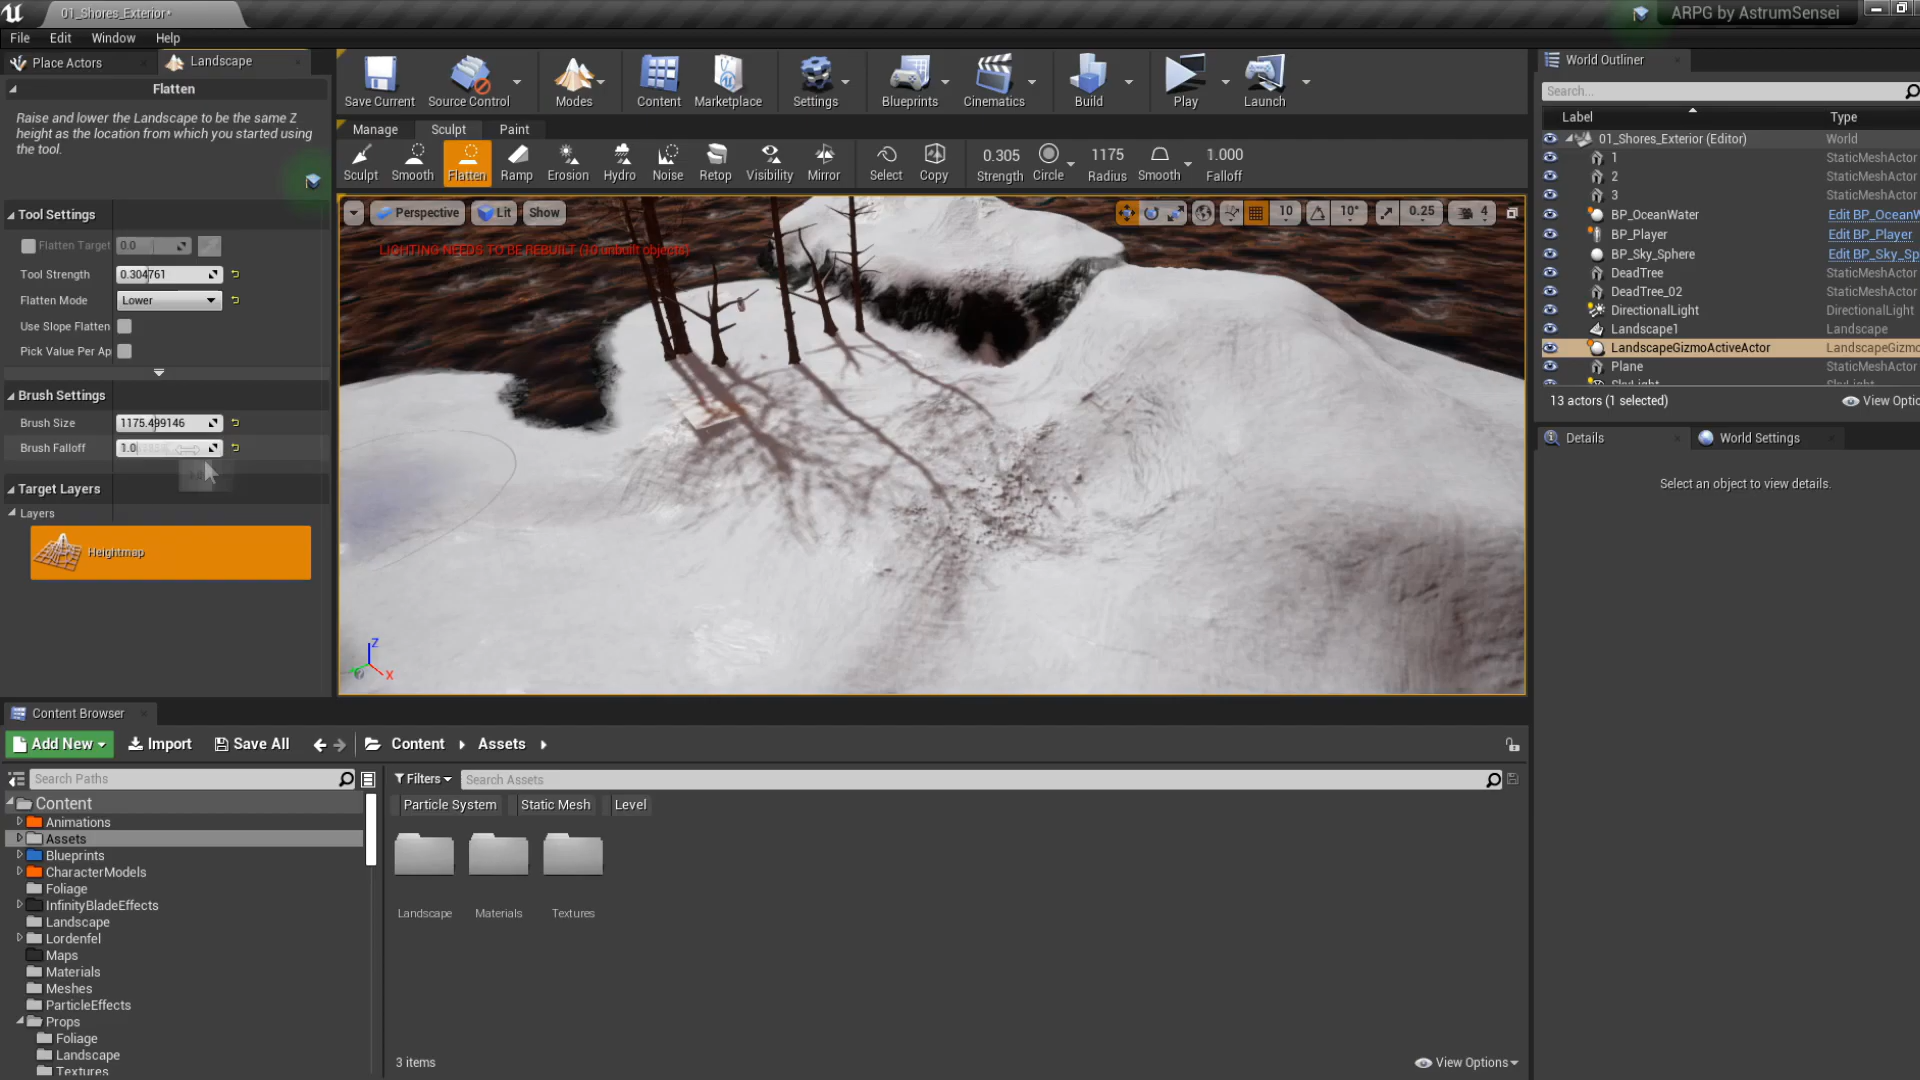 01_Shores_Exterior*
ARPG by AstrumSensei
File Edit Window Help
Place Actors
Landscape
Flatten
Raise and lower the Landscape to be the same Z
height as the location from which you started using
the tool.
Tool Settings
Flatten Target 0.0
Tool Strength 0.304761
Flatten Mode Lower
Use Slope Flatten
Pick Value Per Ap
Brush Settings
Brush Size 1175.499146
Brush Falloff 1.0
Target Layers
Layers
Heightmap
Save Current
Source Control
Modes
Content
Marketplace
Settings
Blueprints
Cinematics
Build
Play
Launch
Manage Sculpt Paint
Sculpt
Smooth
Flatten
Ramp
Erosion
Hydro
Noise
Retop
Visibility
Mirror
Select
Copy
0.305
Strength
Circle
1175
Radius
Smooth
1.000
Falloff
Perspective Lit Show
10 10° 0.25 4
LIGHTING NEEDS TO BE REBUILT (10 unbuilt objects)
Z
X
World Outliner
Search...
Label Type
01_Shores_Exterior (Editor) World
1 StaticMeshActor
2 StaticMeshActor
3 StaticMeshActor
BP_OceanWater Edit BP_OceanW
BP_Player Edit BP_Player
BP_Sky_Sphere Edit BP_Sky_Sp
DeadTree StaticMeshActor
DeadTree_02 StaticMeshActor
DirectionalLight DirectionalLight
Landscape1 Landscape
LandscapeGizmoActiveActor LandscapeGizmo
Plane StaticMeshActor
SkyLight SkyLight
13 actors (1 selected) View Optio
Details World Settings
Select an object to view details.
Content Browser
Add New Import Save All Content Assets
Search Paths
Content
Animations
Assets
Blueprints
CharacterModels
Foliage
InfinityBladeEffects
Landscape
Lordenfel
Maps
Materials
Meshes
ParticleEffects
Props
Foliage
Landscape
Textures
Filters Search Assets
Particle System Static Mesh Level
Landscape Materials Textures
3 items View Options